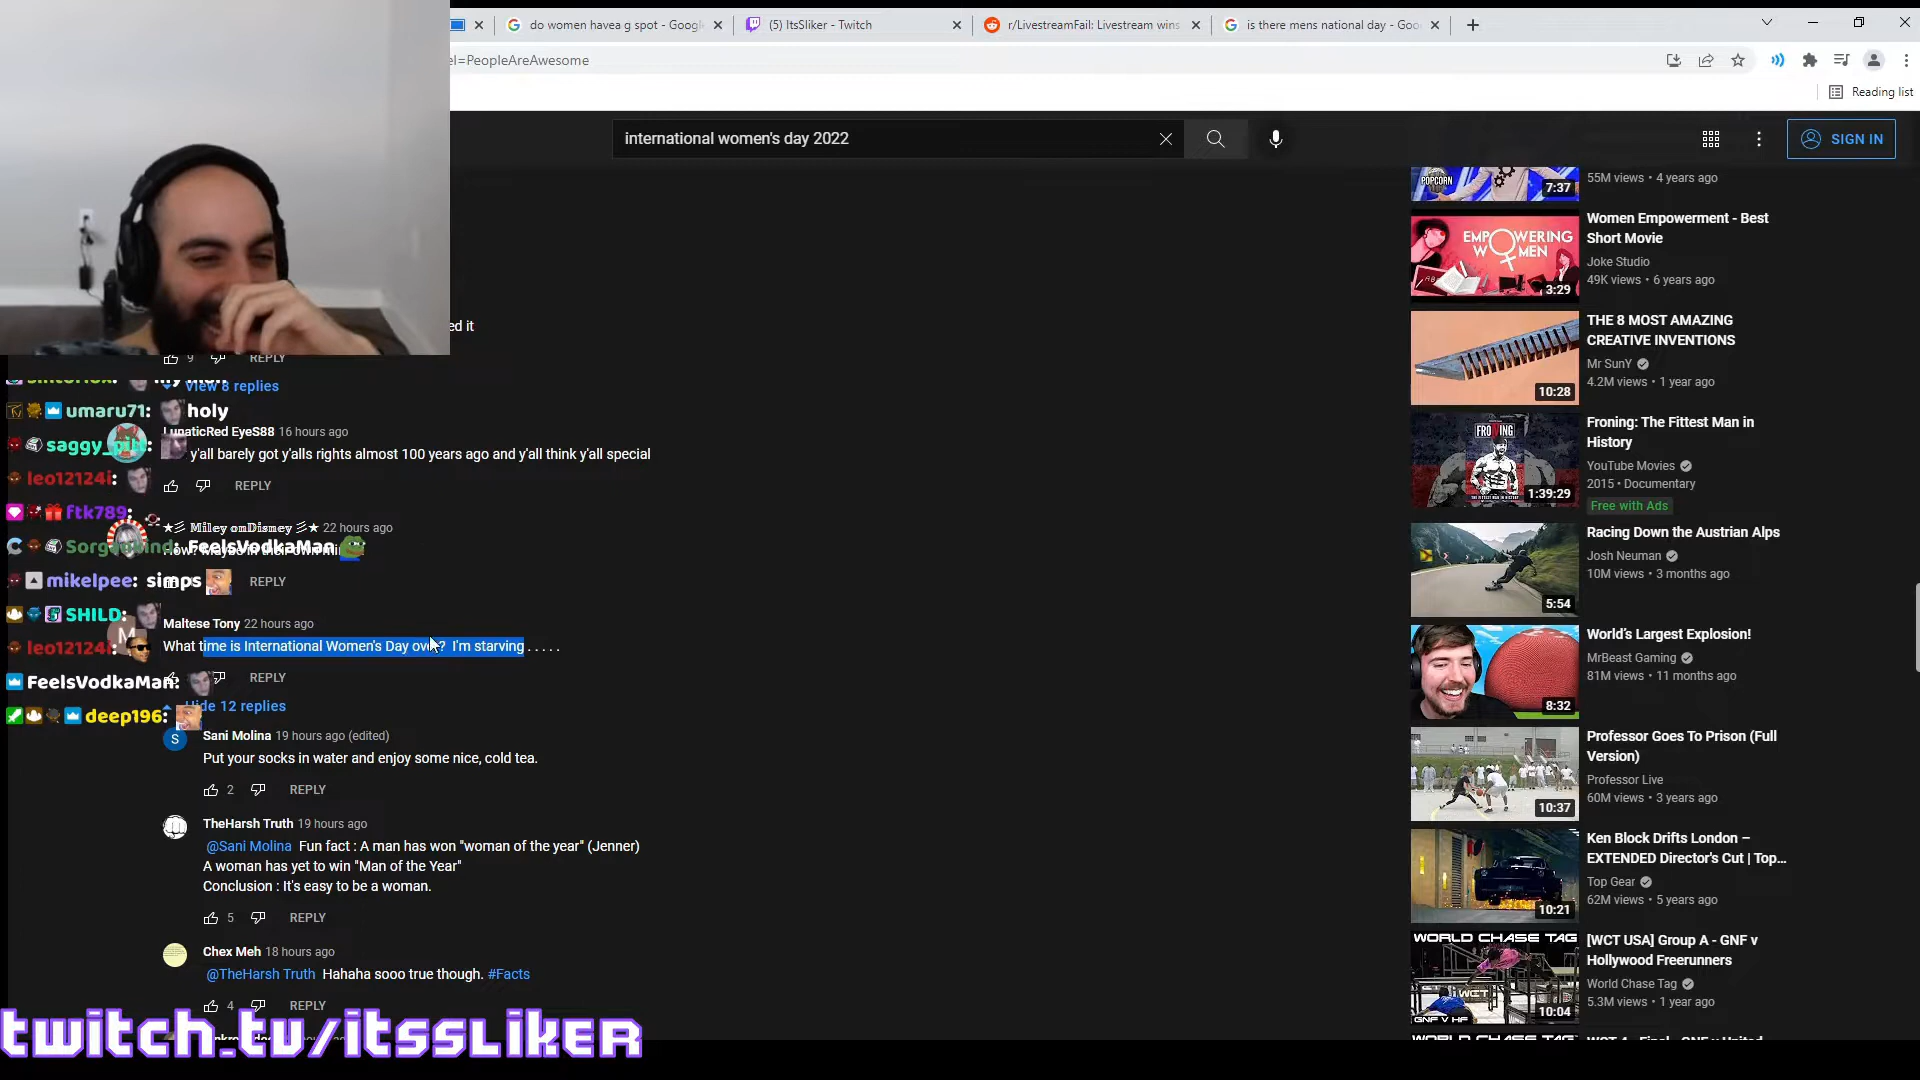 do women havea g spot - Google
(5) ItsSliker - Twitch
r/LivestreamFail: Livestream wins
is there mens national day - Goo
el=PeopleAreAwesome
Reading list
international women's day 2022
SIGN IN
ed it
9 REPLY
View 8 replies
umaru71: holy
LunaticRed EyeS88 16 hours ago
y'all barely got y'alls rights almost 100 years ago and y'all think y'all special
leo12124i:
REPLY
ftk789:
★彡 𝕄𝕚𝕝𝕖𝕪 𝕠𝕟𝔻𝕚𝕤𝕟𝕖𝕪 彡★ 22 hours ago
FeelsVodkaMan
mikelpee: simps
REPLY
SHILD:
Maltese Tony 22 hours ago
leo12124i:
What time is International Women's Day over? I'm starving . . . . .
FeelsVodkaMan:
REPLY
Hide 12 replies
deep196:
S
Sani Molina 19 hours ago (edited)
Put your socks in water and enjoy some nice, cold tea.
2 REPLY
TheHarsh Truth 19 hours ago
@Sani Molina Fun fact : A man has won "woman of the year" (Jenner)
A woman has yet to win "Man of the Year"
Conclusion : It's easy to be a woman.
5 REPLY
Chex Meh 18 hours ago
@TheHarsh Truth Hahaha sooo true though. #Facts
4 REPLY
twitch.tv/itssliker
POPCORN
7:37
55M views • 4 years ago
EMPOWERING
WOMEN
3:29
Women Empowerment - Best
Short Movie
Joke Studio
49K views • 6 years ago
10:28
THE 8 MOST AMAZING
CREATIVE INVENTIONS
Mr SunY
4.2M views • 1 year ago
FRONING
1:39:29
Froning: The Fittest Man in
History
YouTube Movies
2015 • Documentary
Free with Ads
5:54
Racing Down the Austrian Alps
Josh Neuman
10M views • 3 months ago
8:32
World's Largest Explosion!
MrBeast Gaming
81M views • 11 months ago
10:37
Professor Goes To Prison (Full
Version)
Professor Live
60M views • 3 years ago
10:21
Ken Block Drifts London –
EXTENDED Director's Cut | Top...
Top Gear
62M views • 5 years ago
WORLD CHASE TAG
WCT
GNF V HF
10:04
[WCT USA] Group A - GNF v
Hollywood Freerunners
World Chase Tag
5.3M views • 1 year ago
WORLD CHASE TAG